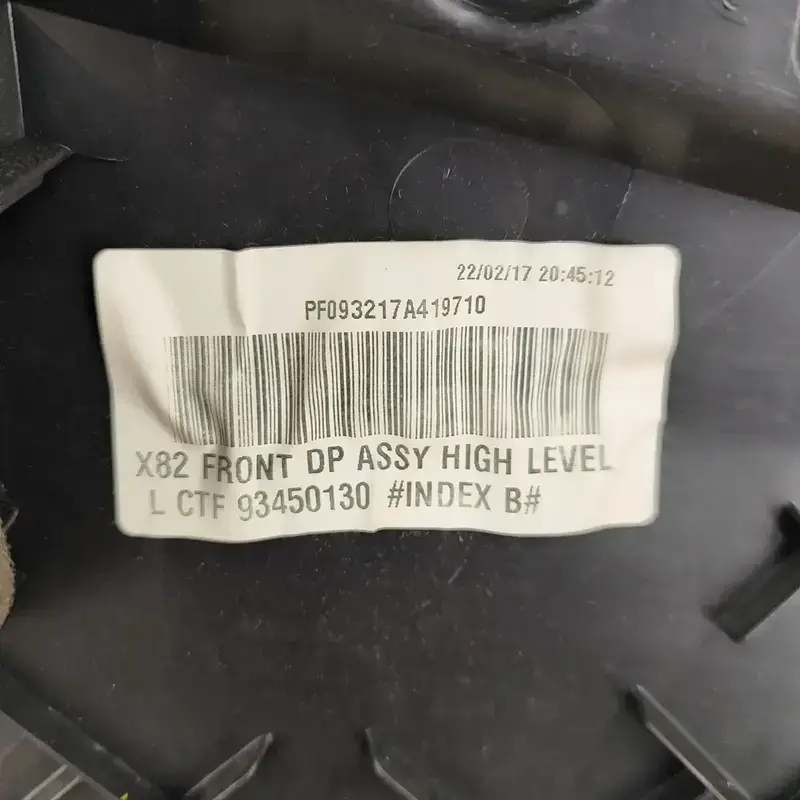 22/02/17 20:45:12
PF093217A419710
X82 FRONT DP ASSY HIGH LEVEL
L CTF 93450130 #INDEX B#